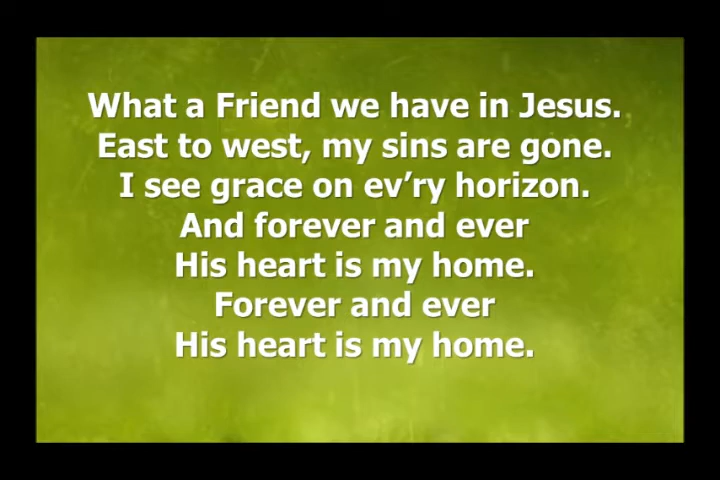 What a Friend we have in Jesus.
East to west, my sins are gone.
I see grace on ev’ry horizon.
And forever and ever
His heart is my home.
Forever and ever
His heart is my home.